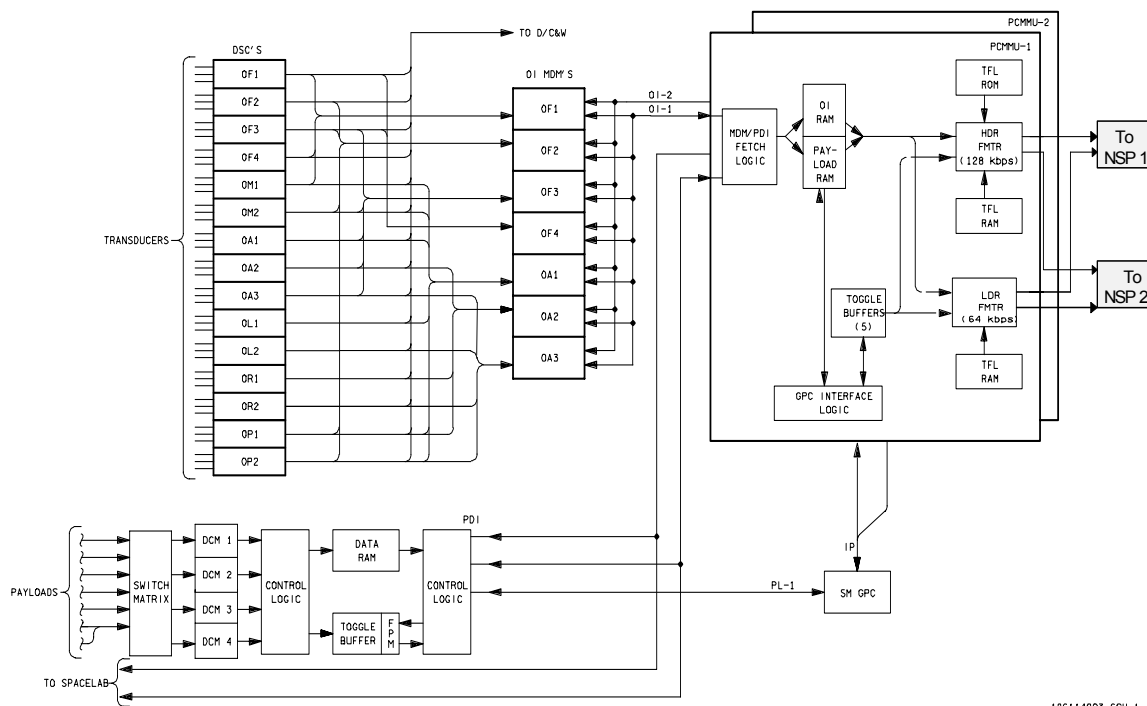 PCMMU-2
PCMMU-1
TO D/C&W
DSC'S
OI MDM'S
OF1
OF2
OF3
OF4
OM1
OM2
OA1
OA2
OA3
OL1
OL2
OR1
OR2
OP1
OP2
TRANSDUCERS
OF1
OF2
OF3
OF4
OA1
OA2
OA3
OI-2
OI-1
MDM/PDI
FETCH
LOGIC
OI
RAM
PAY-
LOAD
RAM
TFL
ROM
HDR
FMTR
(128 kbps)
TFL
RAM
TOGGLE
BUFFERS
(5)
LDR
FMTR
(64 kbps)
TFL
RAM
GPC INTERFACE
LOGIC
To
NSP 1
To
NSP 2
PAYLOADS
SWITCH
MATRIX
DCM 1
DCM 2
DCM 3
DCM 4
CONTROL
LOGIC
DATA
RAM
TOGGLE
BUFFER
F
P
M
PDI
CONTROL
LOGIC
IP
PL-1
SM GPC
TO SPACELAB